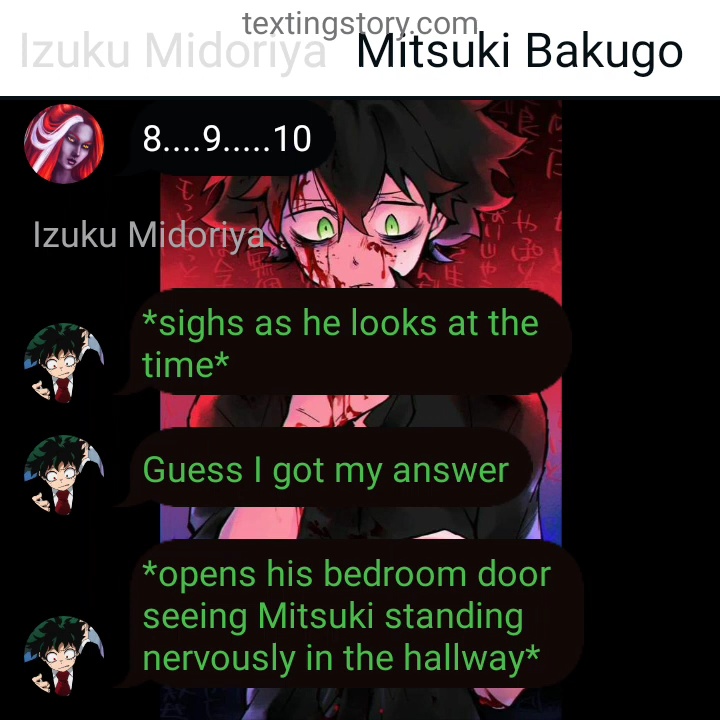 textingstory.com
Izuku Midoriya Mitsuki Bakugo
8....9.....10
Izuku Midoriya
*sighs as he looks at the
time*
Guess I got my answer
*opens his bedroom door
seeing Mitsuki standing
nervously in the hallway*